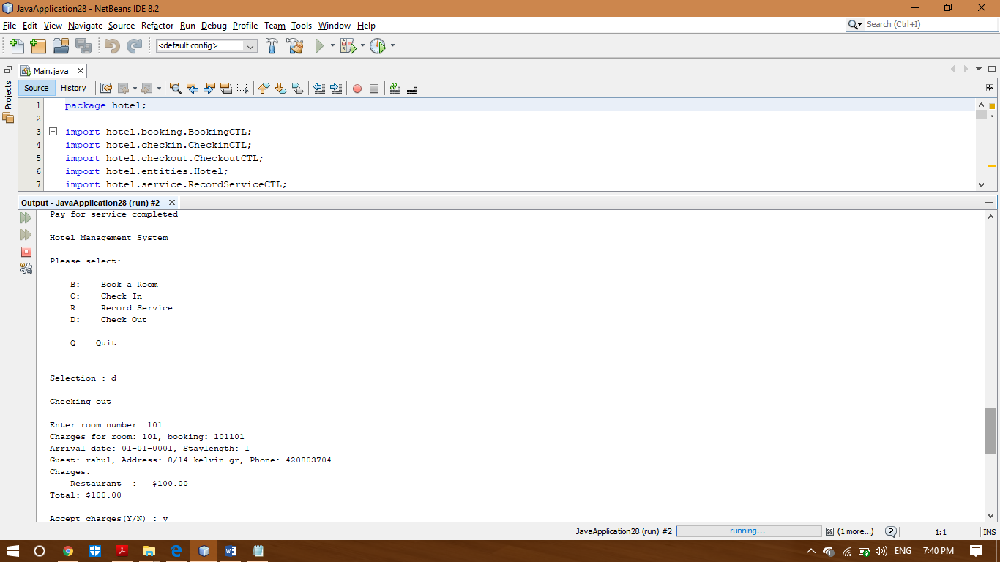 JavaApplication28 - NetBeans IDE 8.2
File Edit View Navigate Source Refactor Run Debug Profile Team Tools Window Help
Search (Ctrl+I)
<default config>
Projects
Main.java
Source History
1 package hotel;
2
3 import hotel.booking.BookingCTL;
4 import hotel.checkin.CheckinCTL;
5 import hotel.checkout.CheckoutCTL;
6 import hotel.entities.Hotel;
7 import hotel.service.RecordServiceCTL;
Output - JavaApplication28 (run) #2
Pay for service completed
Hotel Management System
Please select:
B: Book a Room
C: Check In
R: Record Service
D: Check Out
Q: Quit
Selection : d
Checking out
Enter room number: 101
Charges for room: 101, booking: 101101
Arrival date: 01-01-0001, Staylength: 1
Guest: rahul, Address: 8/14 kelvin gr, Phone: 420803704
Charges:
Restaurant : $100.00
Total: $100.00
Accept charges(Y/N) : y
JavaApplication28 (run) #2 running... (1 more...) 2 1:1 INS
ENG 7:40 PM